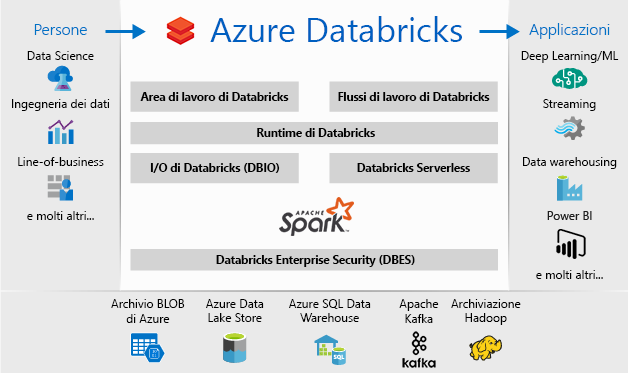 Persone
Azure Databricks
Applicazioni
Data Science
Ingegneria dei dati
Line-of-business
e molti altri...
Area di lavoro di Databricks
Flussi di lavoro di Databricks
Runtime di Databricks
I/O di Databricks (DBIO)
Databricks Serverless
APACHE
Spark™
Databricks Enterprise Security (DBES)
Deep Learning/ML
Streaming
Data warehousing
Power BI
e molti altri...
Archivio BLOB
di Azure
Azure Data
Lake Store
Azure SQL Data
Warehouse
SQL
Apache
Kafka
kafka
Archiviazione
Hadoop